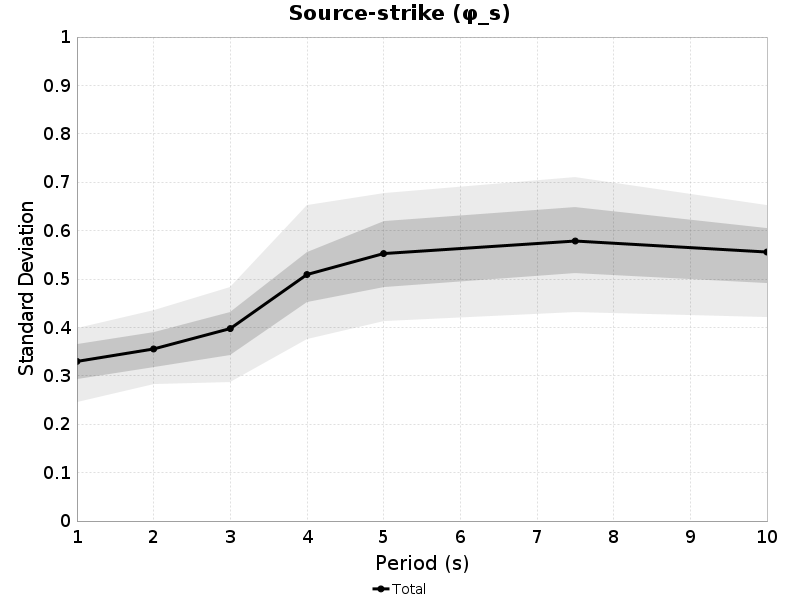 Source-strike (φ_s)
1
0.9
0.8
0.7
0.6
0.5
0.4
0.3
0.2
0.1
0
Standard Deviation
1 2 3 4 5 6 7 8 9 10
Period (s)
Total